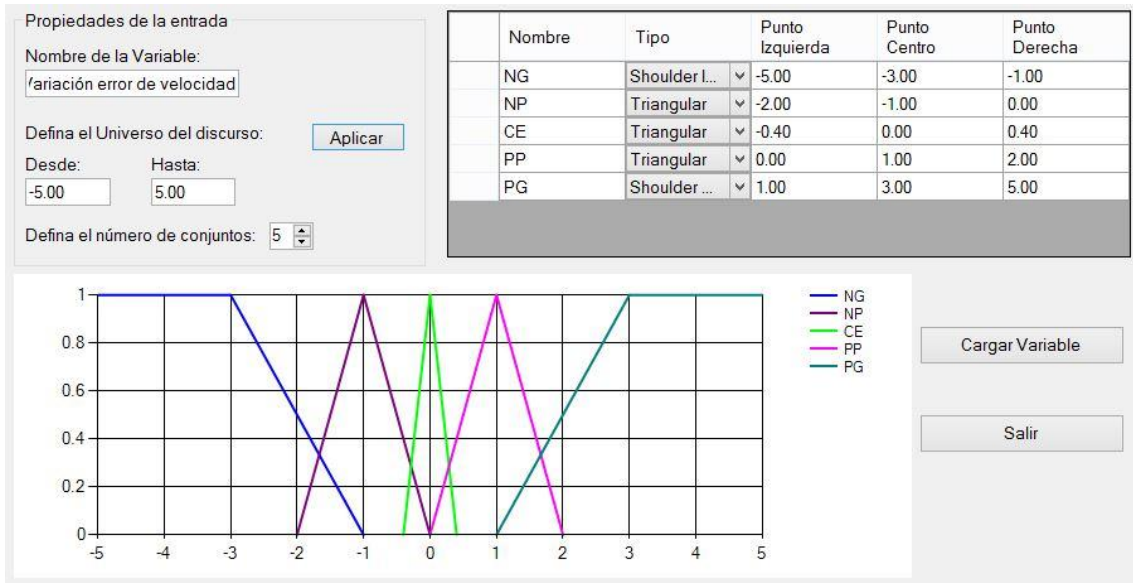 Propiedades de la entrada
Nombre de la Variable:
Variación error de velocidad
Defina el Universo del discurso:
Aplicar
Desde:
Hasta:
-5.00
5.00
Defina el número de conjuntos:
5
Nombre
Tipo
Punto Izquierda
Punto Centro
Punto Derecha
NG
Shoulder I...
-5.00
-3.00
-1.00
NP
Triangular
-2.00
-1.00
0.00
CE
Triangular
-0.40
0.00
0.40
PP
Triangular
0.00
1.00
2.00
PG
Shoulder ...
1.00
3.00
5.00
1
0.8
0.6
0.4
0.2
0
-5
-4
-3
-2
-1
0
1
2
3
4
5
NG
NP
CE
PP
PG
Cargar Variable
Salir